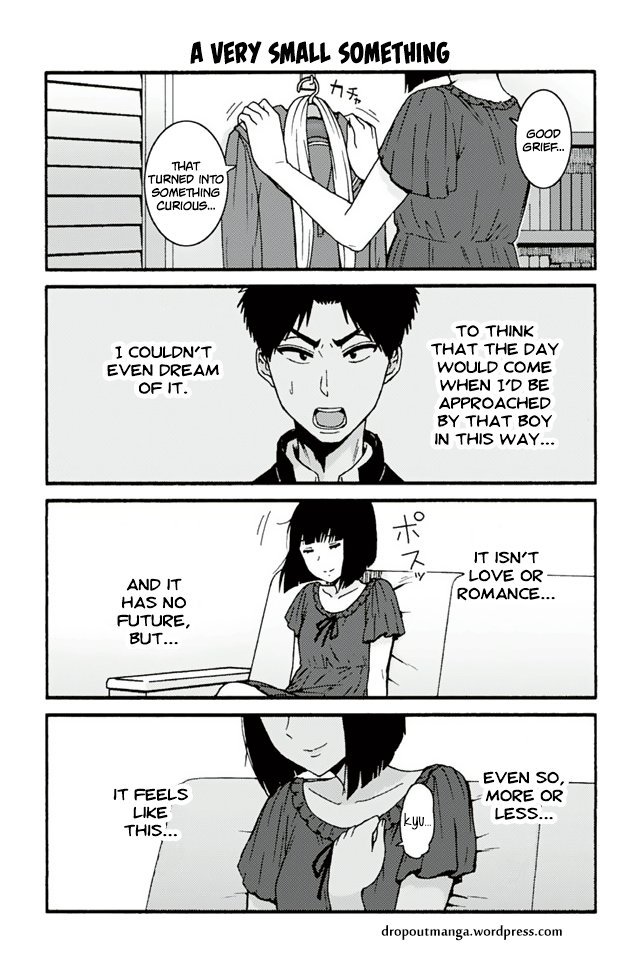 A VERY SMALL SOMETHING
GOOD
GRIEF...
カチャ
THAT
TURNED INTO
SOMETHING
CURIOUS...
TO THINK
THAT THE DAY
WOULD COME
WHEN I'D BE
APPROACHED
BY THAT BOY
IN THIS WAY...
I COULDN'T
EVEN DREAM
OF IT.
IT ISN'T
LOVE OR
ROMANCE...
ポスッ
AND IT
HAS NO
FUTURE,
BUT...
EVEN SO,
MORE OR
LESS...
KYU...
IT FEELS
LIKE
THIS...
dropoutmanga.wordpress.com